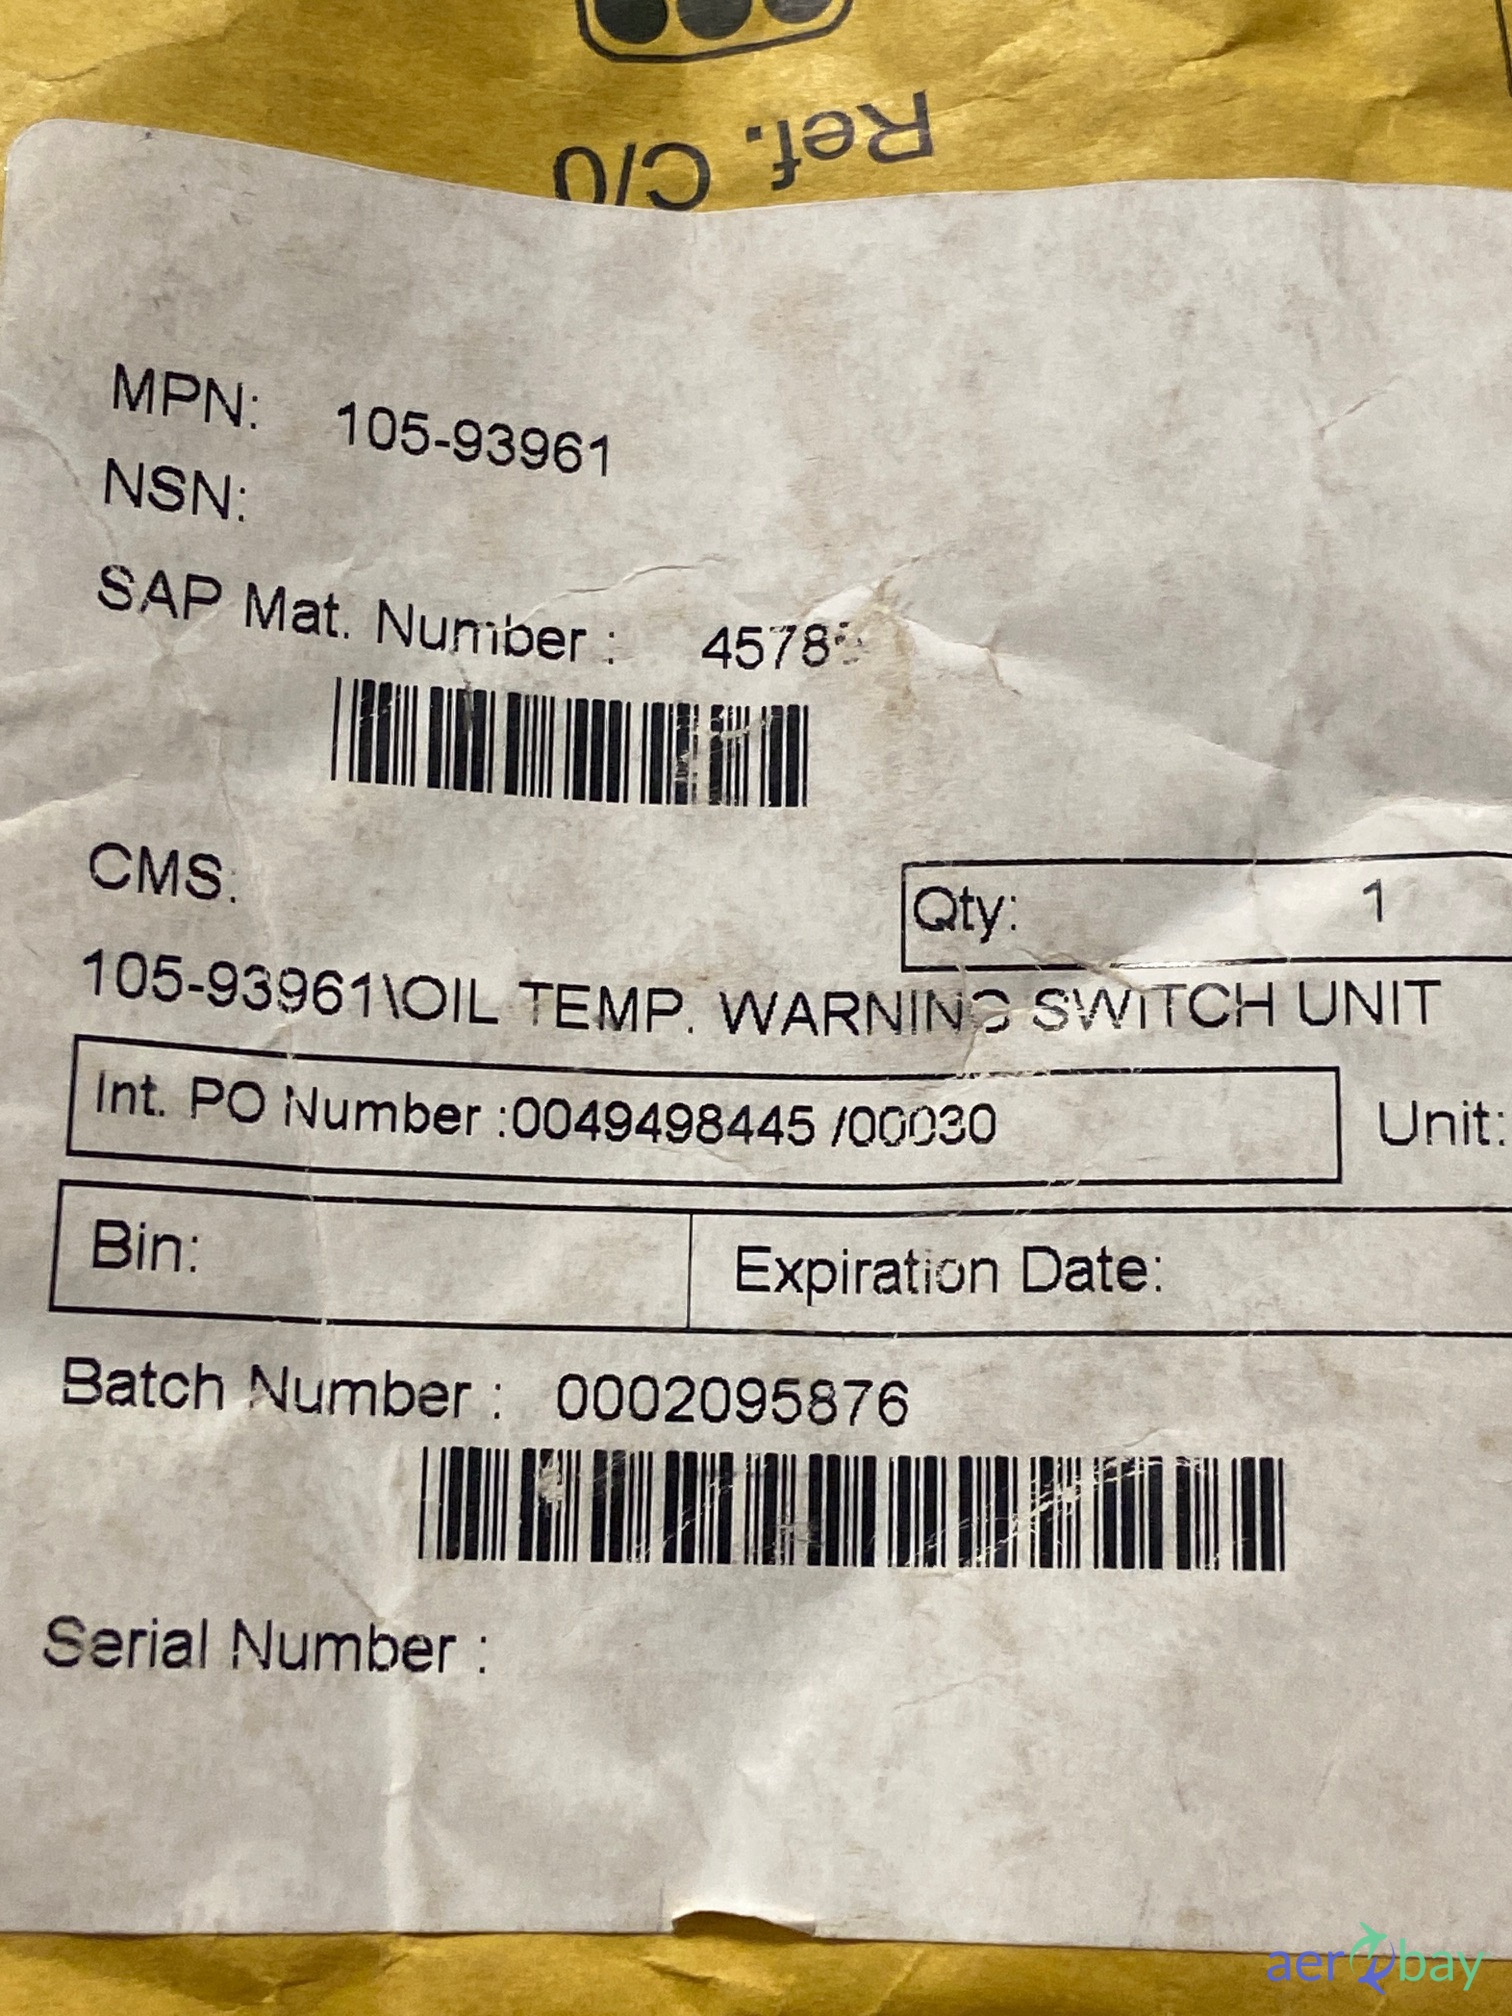 Ref. C/0
MPN: 105-93961
NSN:
SAP Mat. Number :
CMS:
Qty: 1
105-93961\OIL TEMP. WARNING SWITCH UNIT
Int. PO Number :0049498445 /00030
Unit:
Bin:
Expiration Date:
Batch Number : 0002095876
Serial Number :
aerobay